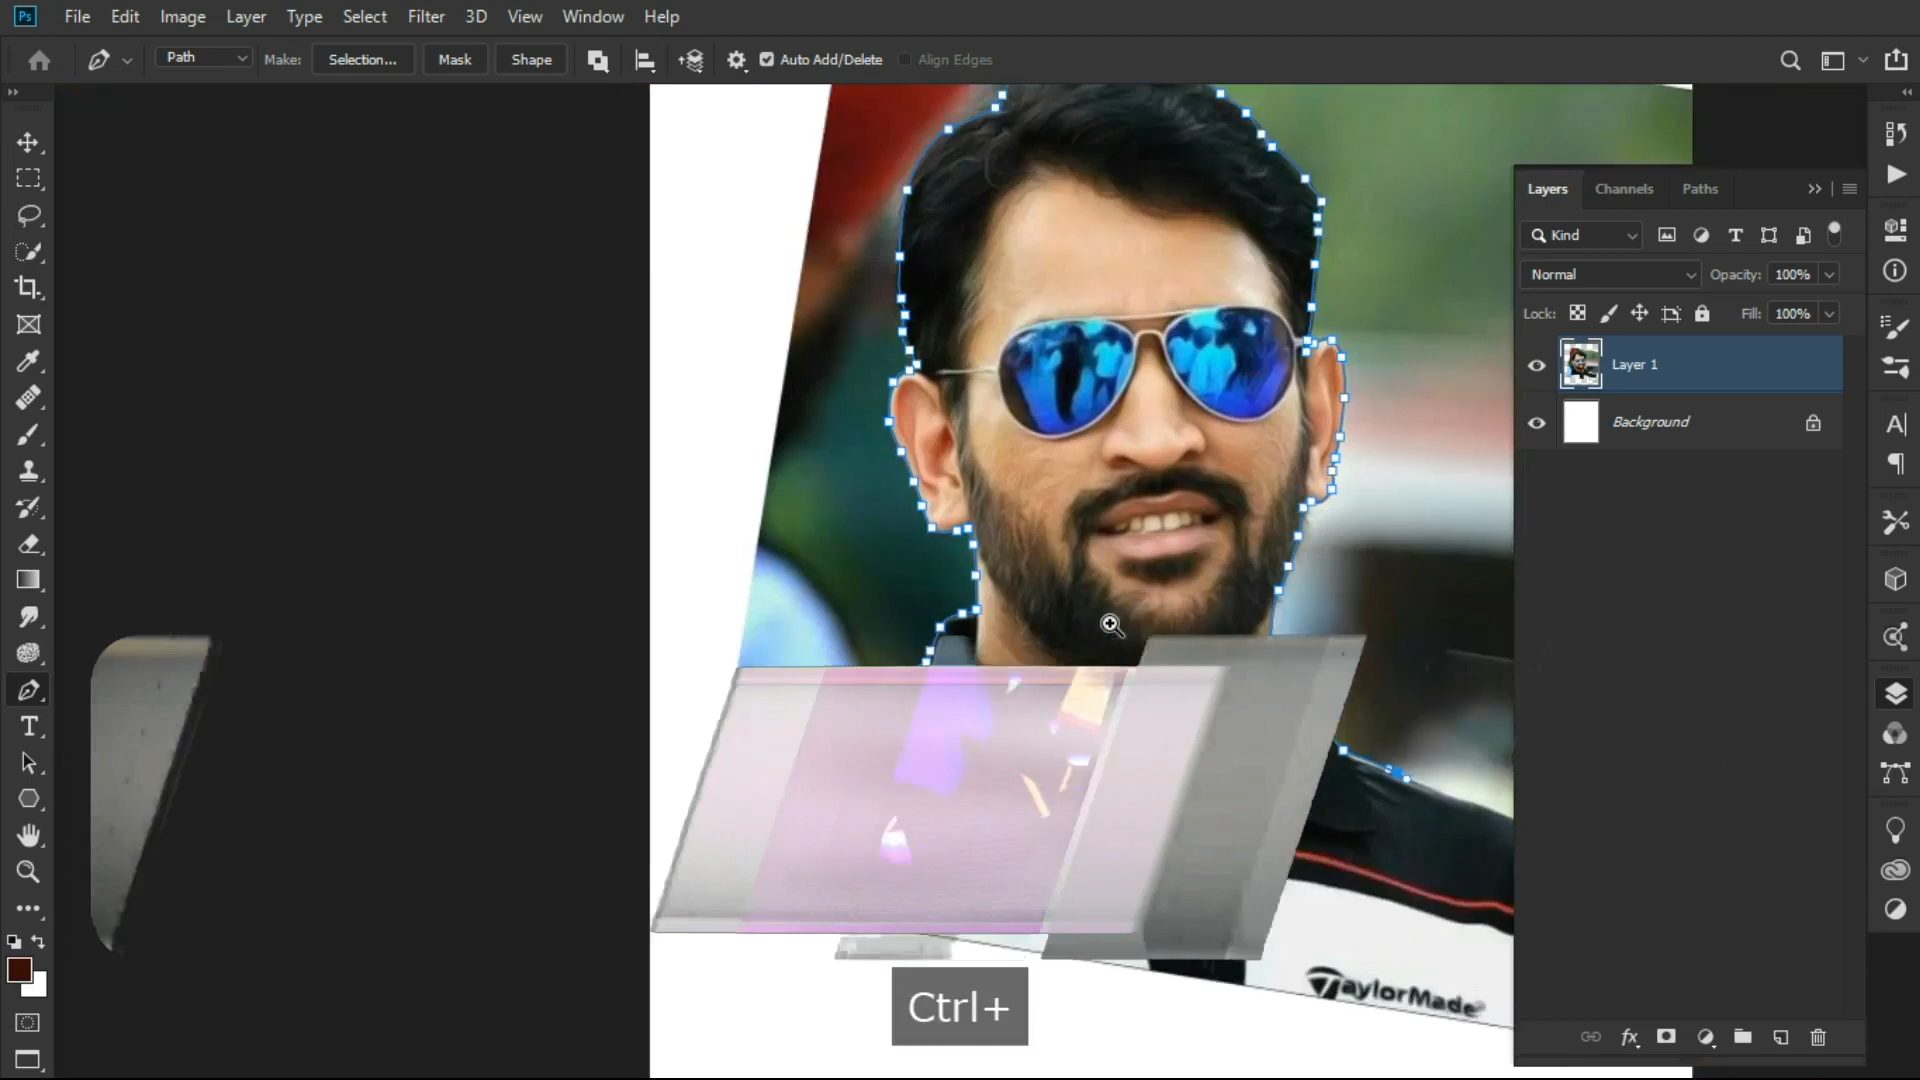 Ps File Edit Image Layer Type Select Filter 3D View Window Help
Path Make: Selection... Mask Shape Auto Add/Delete Align Edges
Layers Channels Paths
Kind
Normal Opacity: 100%
Lock: Fill: 100%
Layer 1
Background
TaylorMade
Ctrl+